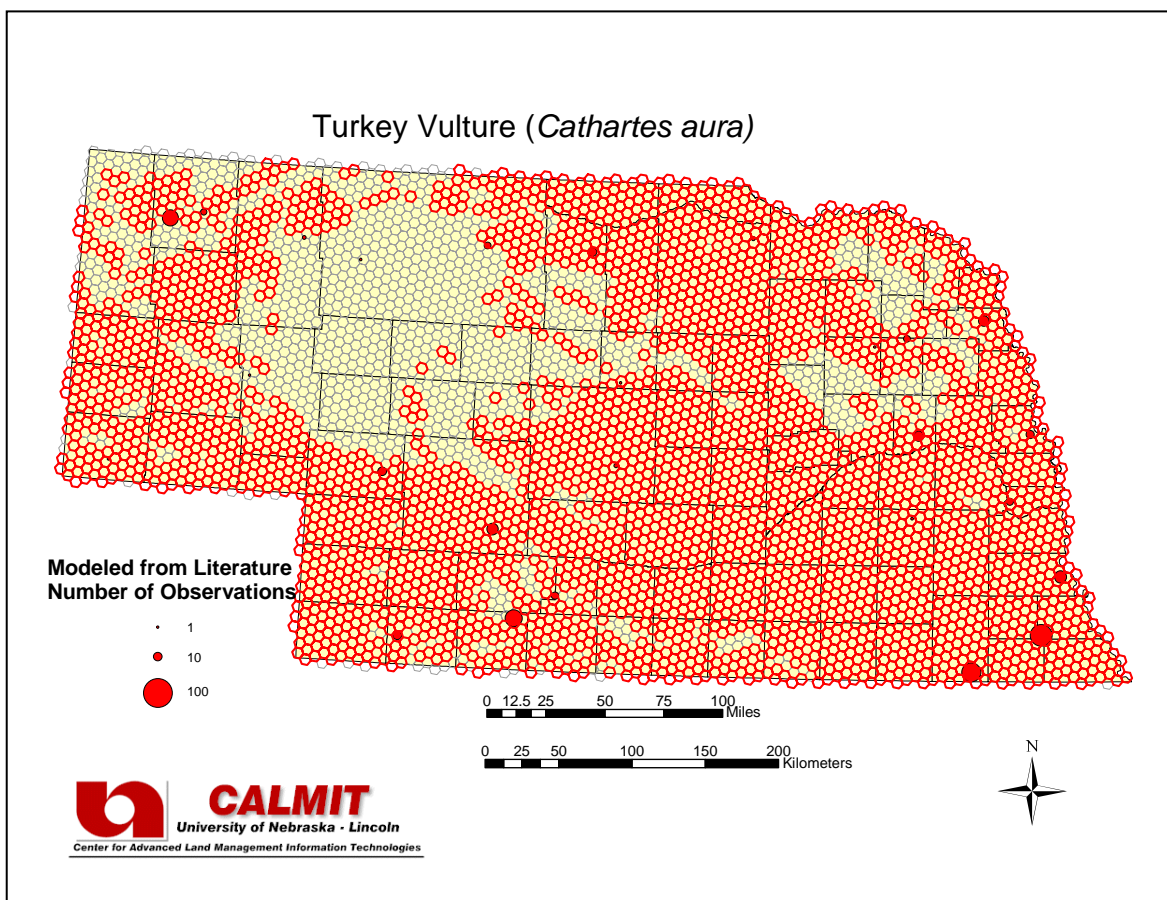 Turkey Vulture (Cathartes aura)
Modeled from Literature
Number of Observations
1
10
100
0 12.5 25 50 75 100
Miles
0 25 50 100 150 200
Kilometers
N
CALMIT
University of Nebraska - Lincoln
Center for Advanced Land Management Information Technologies